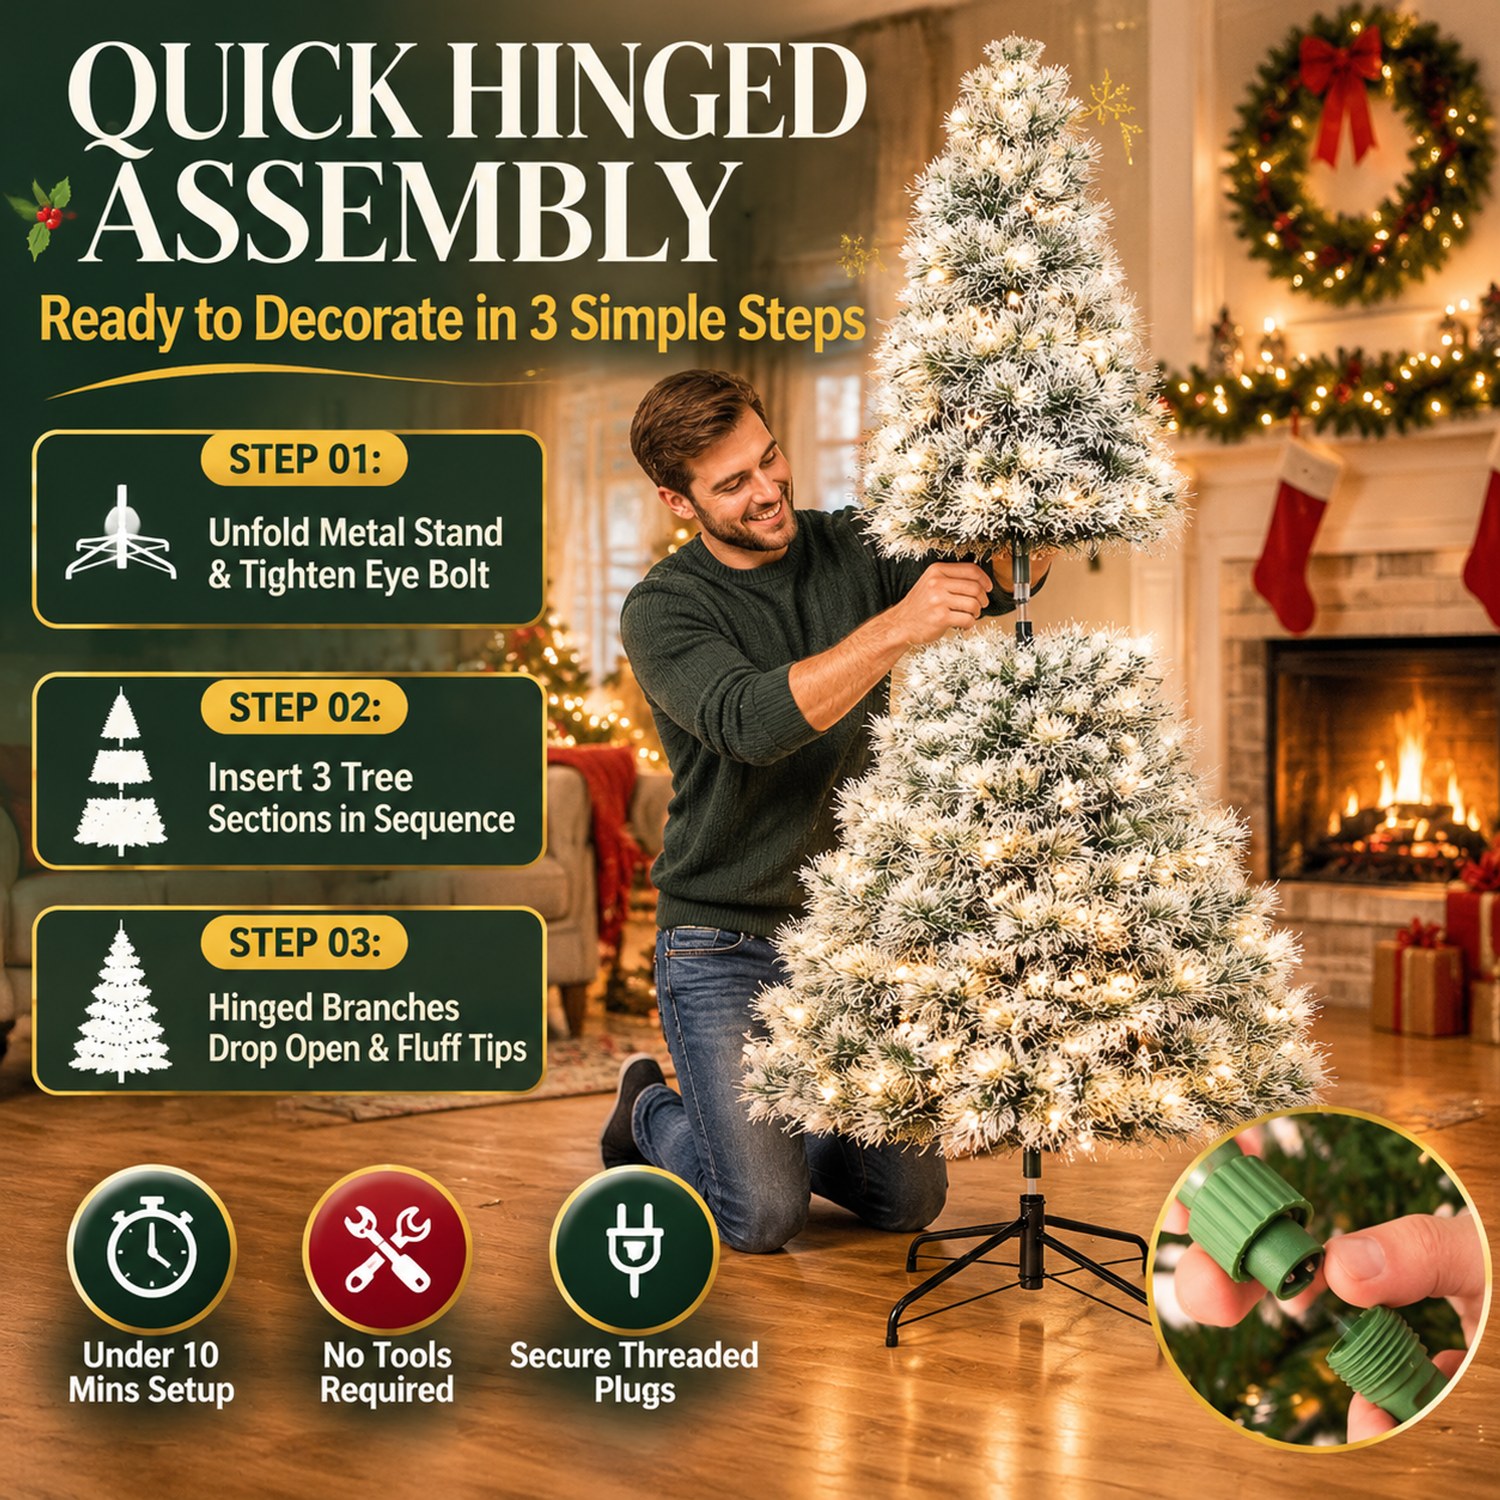 QUICK HINGED
ASSEMBLY
Ready to Decorate in 3 Simple Steps
STEP 01:
Unfold Metal Stand
& Tighten Eye Bolt
STEP 02:
Insert 3 Tree
Sections in Sequence
STEP 03:
Hinged Branches
Drop Open & Fluff Tips
Under 10
Mins Setup
No Tools
Required
Secure Threaded
Plugs